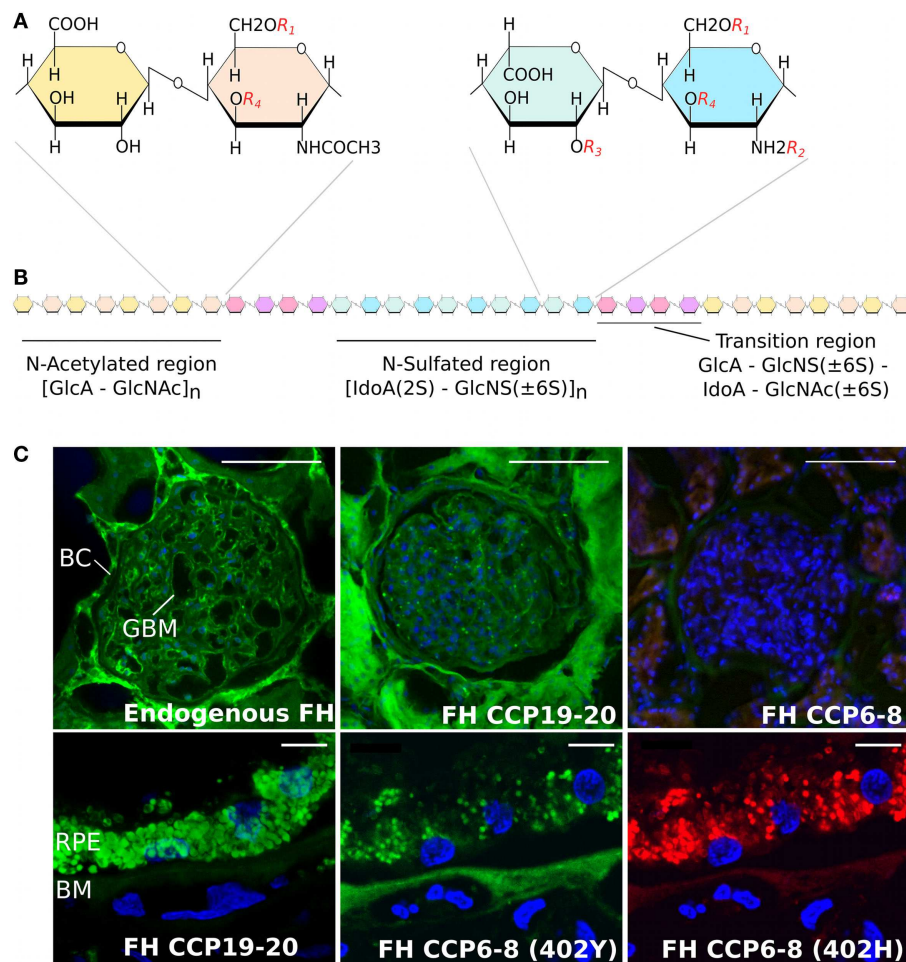 A
COOH
O
H
H
H
OH
H
O
H
H
OH
CH2OR1
O
H
H
H
OR4
H
H
NHCOCH3
H
O
H
H
COOH
OH
H
O
H
H
OR3
CH2OR1
O
H
H
H
OR4
H
H
NH2R2
B
N-Acetylated region
[GlcA - GlcNAc]n
N-Sulfated region
[IdoA(2S) - GlcNS(±6S)]n
Transition region
GlcA - GlcNS(±6S) -
IdoA - GlcNAc(±6S)
C
BC
GBM
Endogenous FH
FH CCP19-20
FH CCP6-8
RPE
BM
FH CCP19-20
FH CCP6-8 (402Y)
FH CCP6-8 (402H)